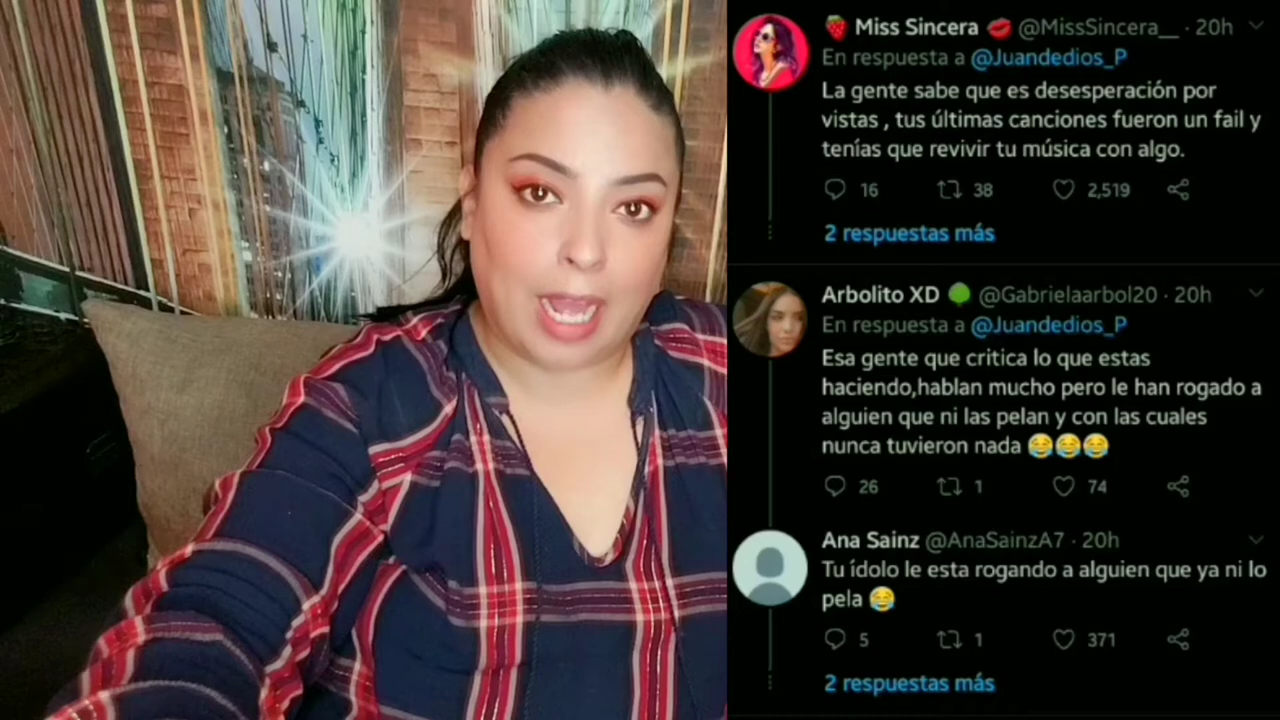 🍓 Miss Sincera 💋 @MissSincera__ · 20h
En respuesta a @Juandedios_P
La gente sabe que es desesperación por
vistas , tus últimas canciones fueron un fail y
tenías que revivir tu música con algo.
16 38 2,519
2 respuestas más
Arbolito XD 🌳 @Gabrielaarbol20 · 20h
En respuesta a @Juandedios_P
Esa gente que critica lo que estas
haciendo,hablan mucho pero le han rogado a
alguien que ni las pelan y con las cuales
nunca tuvieron nada 😂😂😂
26 1 74
Ana Sainz @AnaSainzA7 · 20h
Tu ídolo le esta rogando a alguien que ya ni lo
pela 😂
5 1 371
2 respuestas más